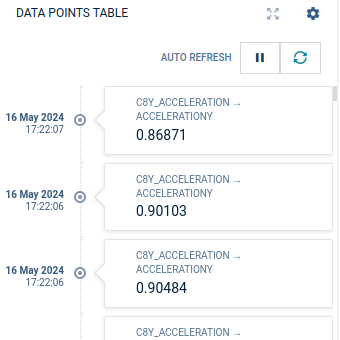 DATA POINTS TABLE
AUTO REFRESH
16 May 2024
17:22:07
C8Y_ACCELERATION →
ACCELERATIONY
0.86871
16 May 2024
17:22:06
C8Y_ACCELERATION →
ACCELERATIONY
0.90103
16 May 2024
17:22:06
C8Y_ACCELERATION →
ACCELERATIONY
0.90484
C8Y_ACCELERATION →